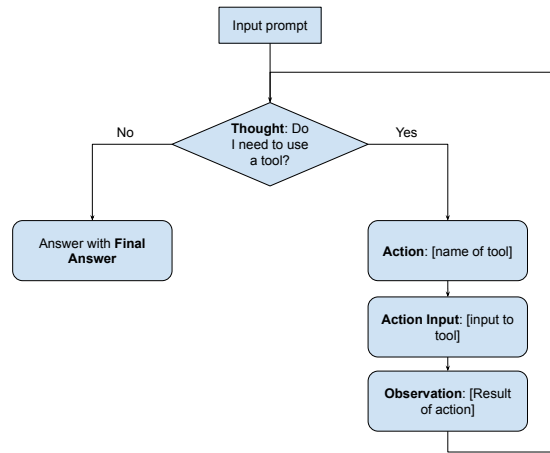 Input prompt
Thought: Do
I need to use
a tool?
No
Yes
Answer with Final
Answer
Action: [name of tool]
Action Input: [input to
tool]
Observation: [Result
of action]